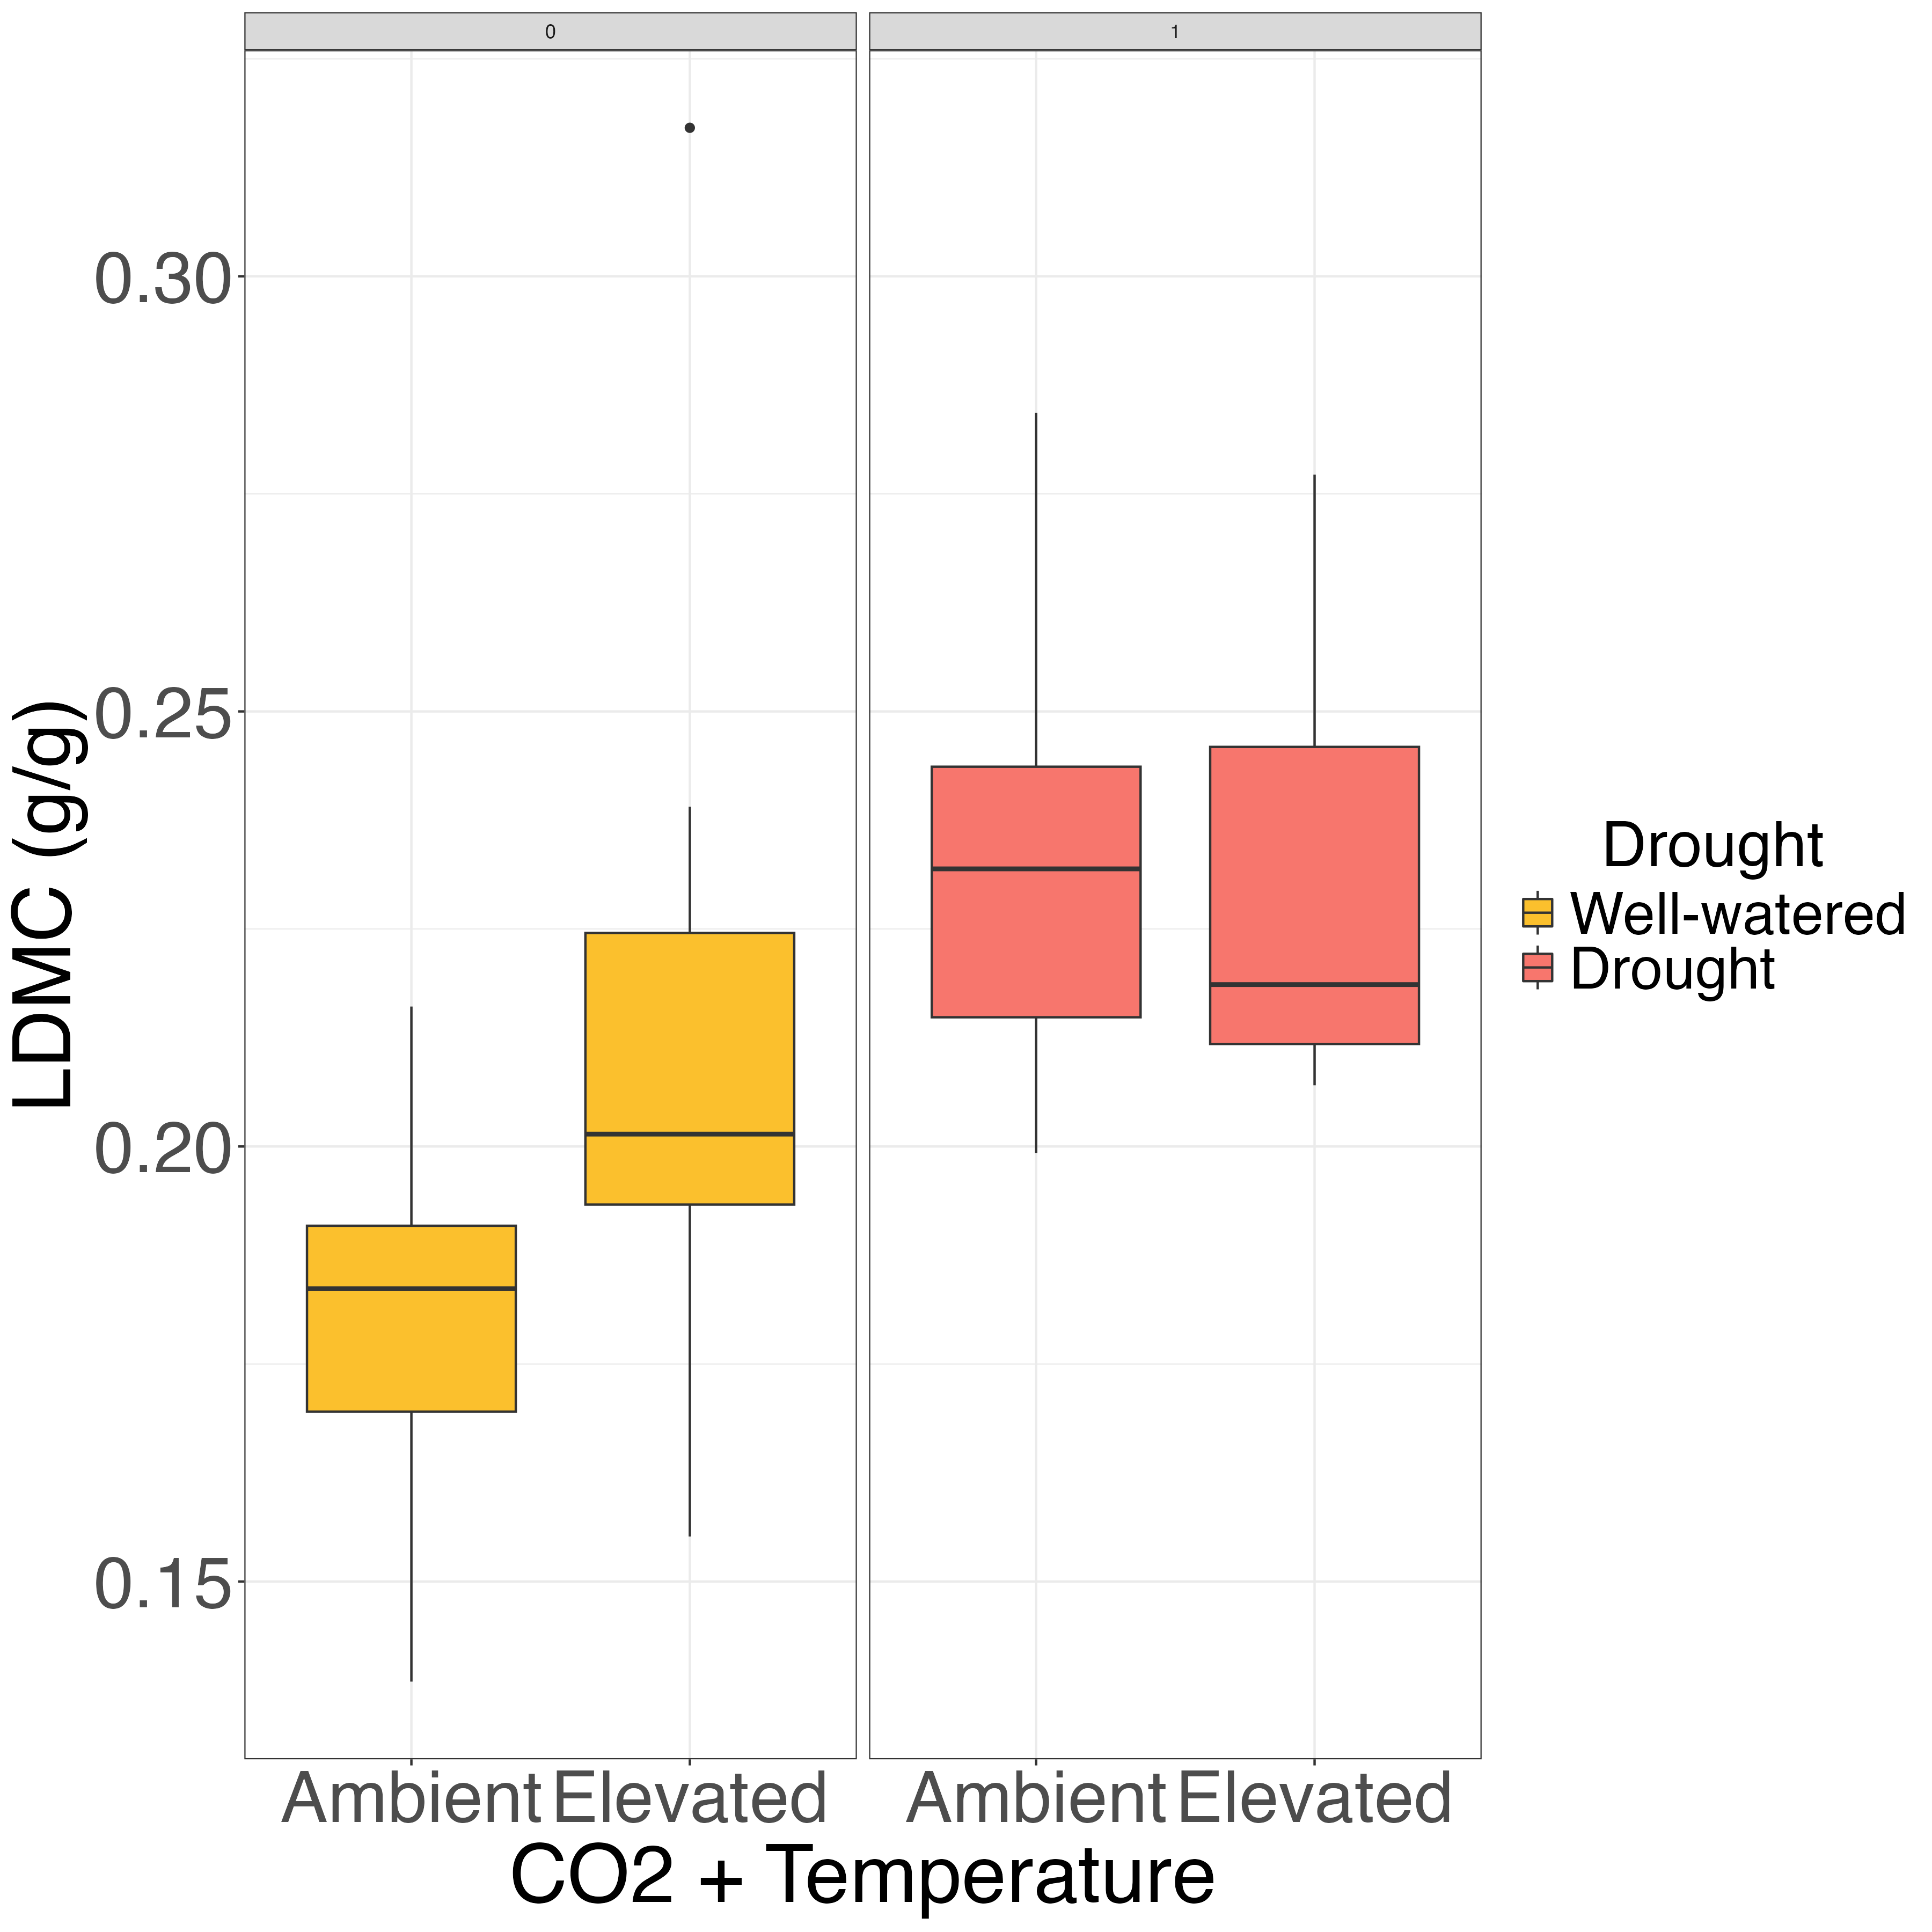 0
1
0.30
0.25
0.20
0.15
LDMC (g/g)
Ambient Elevated
Ambient Elevated
CO2 + Temperature
Drought
Well-watered
Drought